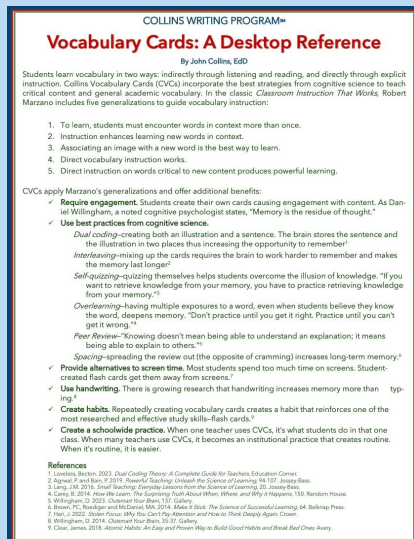 COLLINS WRITING PROGRAM℠
Vocabulary Cards: A Desktop Reference
By John Collins, EdD
Students learn vocabulary in two ways: indirectly through listening and reading, and directly through explicit
instruction. Collins Vocabulary Cards (CVCs) incorporate the best strategies from cognitive science to teach
critical content and general academic vocabulary. In the classic Classroom Instruction That Works, Robert
Marzano includes five generalizations to guide vocabulary instruction:
1. To learn, students must encounter words in context more than once.
2. Instruction enhances learning new words in context.
3. Associating an image with a new word is the best way to learn.
4. Direct vocabulary instruction works.
5. Direct instruction on words critical to new content produces powerful learning.
CVCs apply Marzano's generalizations and offer additional benefits:
✓ Require engagement. Students create their own cards causing engagement with content. As Dan-
iel Willingham, a noted cognitive psychologist states, "Memory is the residue of thought."
✓ Use best practices from cognitive science.
Dual coding–creating both an illustration and a sentence. The brain stores the sentence and
the illustration in two places thus increasing the opportunity to remember1
Interleaving–mixing up the cards requires the brain to work harder to remember and makes
the memory last longer2
Self-quizzing–quizzing themselves helps students overcome the illusion of knowledge. "If you
want to retrieve knowledge from your memory, you have to practice retrieving knowledge
from your memory."3
Overlearning–having multiple exposures to a word, even when students believe they know
the word, deepens memory. "Don't practice until you get it right. Practice until you can't
get it wrong."4
Peer Review–"Knowing doesn't mean being able to understand an explanation; it means
being able to explain to others."5
Spacing–spreading the review out (the opposite of cramming) increases long-term memory.6
✓ Provide alternatives to screen time. Most students spend too much time on screens. Student-
created flash cards get them away from screens.7
✓ Use handwriting. There is growing research that handwriting increases memory more than typ-
ing.8
✓ Create habits. Repeatedly creating vocabulary cards creates a habit that reinforces one of the
most researched and effective study skills–flash cards.9
✓ Create a schoolwide practice. When one teacher uses CVCs, it's what students do in that one
class. When many teachers use CVCs, it becomes an institutional practice that creates routine.
When it's routine, it is easier.
References
1. Loveless, Becton. 2023. Dual Coding Theory: A Complete Guide for Teachers, Education Corner.
2. Agrwal, P. and Bain, P. 2019. Powerful Teaching: Unleash the Science of Learning, 94-107. Jossey-Bass.
3. Lang, J.M. 2016. Small Teaching. Everyday Lessons from the Science of Learning, 20. Jossey-Bass.
4. Carey, B. 2014. How We Learn: The Surprising Truth About When, Where, and Why it Happens, 150. Random House.
5. Willingham, D. 2023. Outsmart Your Brain, 137. Gallery.
6. Brown, PC, Roediger and McDaniel, MA. 2014. Make It Stick: The Science of Successful Learning, 64. Belknap Press.
7. Hari, J. 2022. Stolen Focus: Why You Can't Pay Attention and How to Think Deeply Again. Crown.
8. Willingham, D. 2014. Outsmart Your Brain, 35-37. Gallery.
9. Clear, James. 2018. Atomic Habits: An Easy and Proven Way to Build Good Habits and Break Bad Ones. Avery.